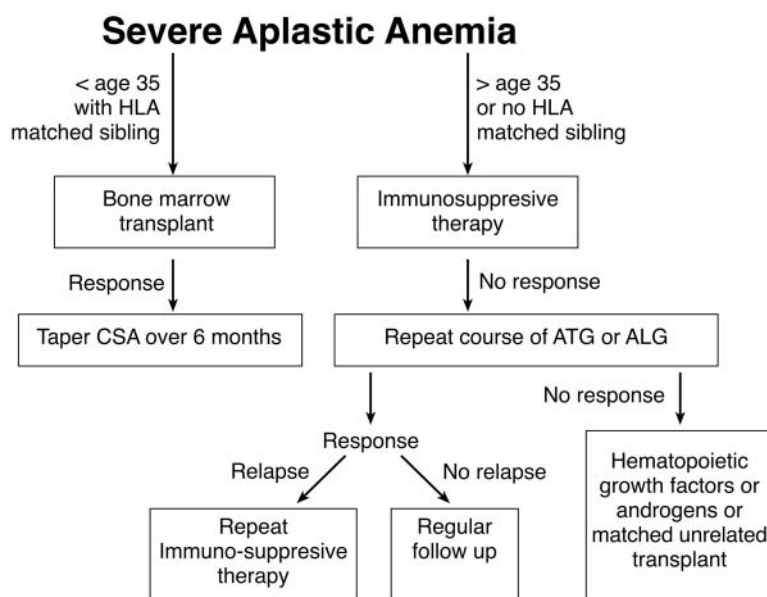 Severe Aplastic Anemia
< age 35
with HLA
matched sibling
> age 35
or no HLA
matched sibling
Bone marrow
transplant
Immunosuppresive
therapy
Response
No response
Taper CSA over 6 months
Repeat course of ATG or ALG
No response
Response
Relapse
No relapse
Repeat
Immuno-suppresive
therapy
Regular
follow up
Hematopoietic
growth factors or
androgens or
matched unrelated
transplant